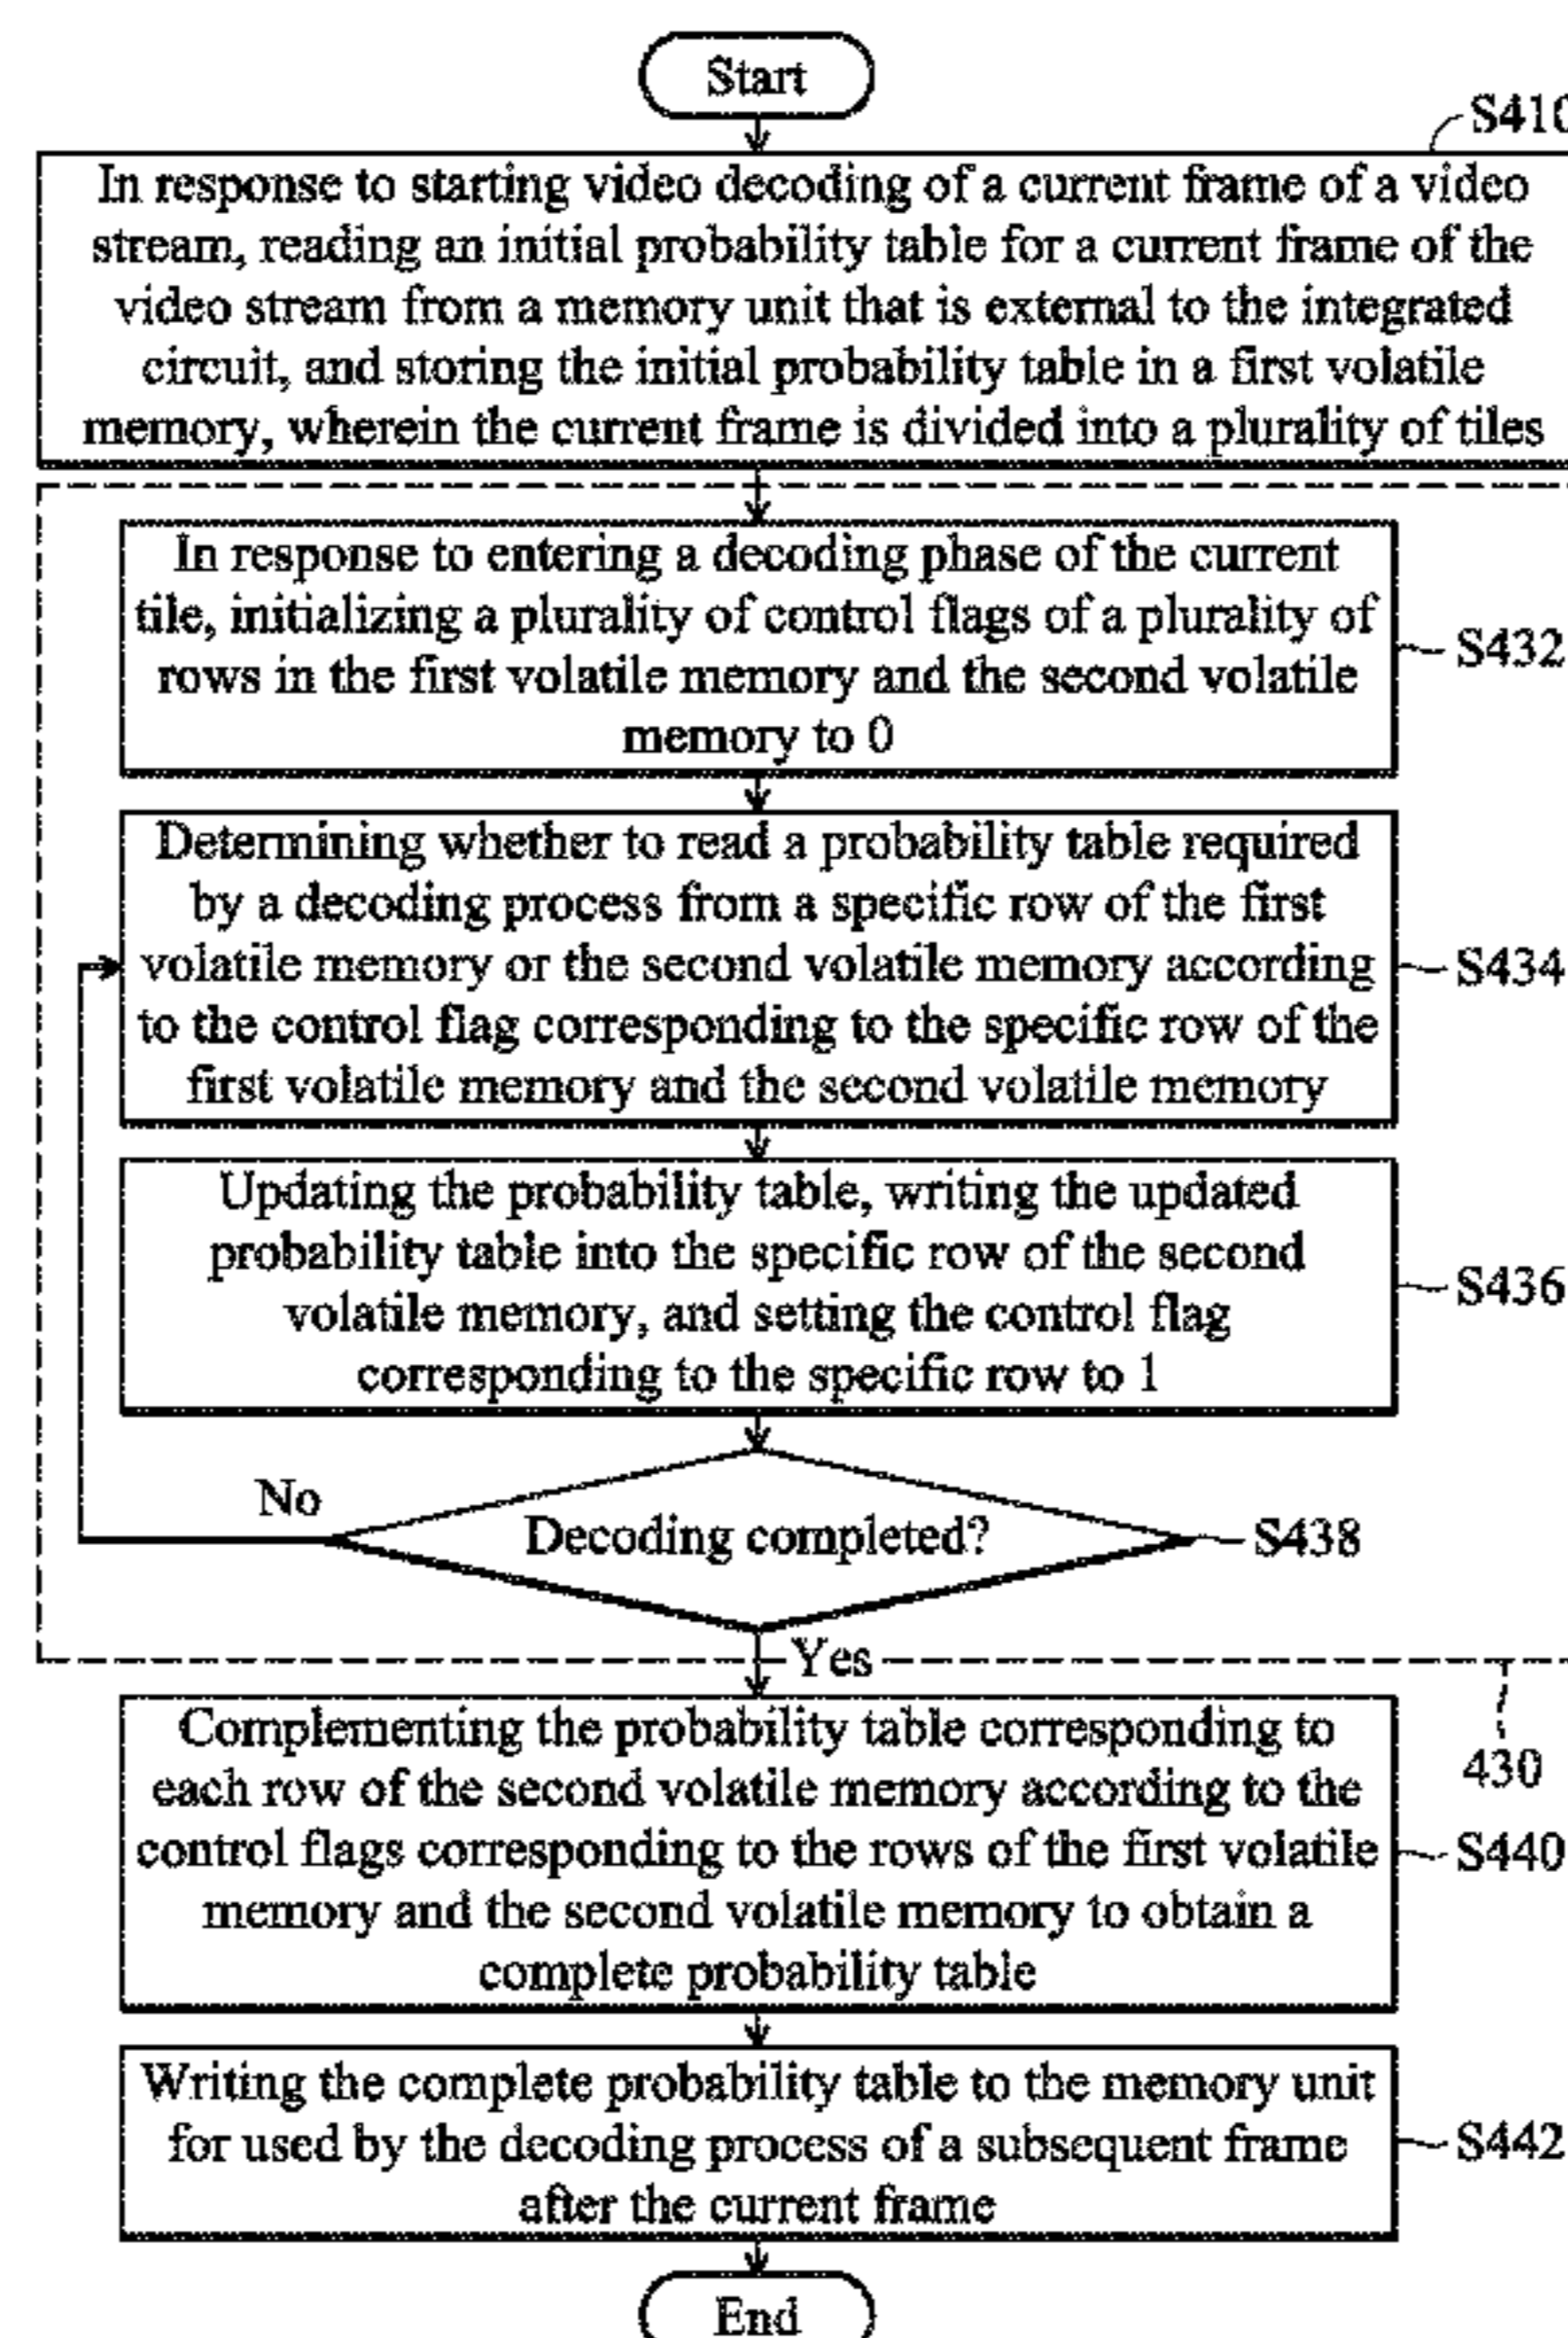 Start
S410
In response to starting video decoding of a current frame of a video
stream, reading an initial probability table for a current frame of the
video stream from a memory unit that is external to the integrated
circuit, and storing the initial probability table in a first volatile
memory, wherein the current frame is divided into a plurality of tiles
In response to entering a decoding phase of the current
tile, initializing a plurality of control flags of a plurality of
rows in the first volatile memory and the second volatile
memory to 0
S432
Determining whether to read a probability table required
by a decoding process from a specific row of the first
volatile memory or the second volatile memory according
to the control flag corresponding to the specific row of the
first volatile memory and the second volatile memory
S434
Updating the probability table, writing the updated
probability table into the specific row of the second
volatile memory, and setting the control flag
corresponding to the specific row to 1
S436
No
Decoding completed?
S438
Yes
430
Complementing the probability table corresponding to
each row of the second volatile memory according to the
control flags corresponding to the rows of the first volatile
memory and the second volatile memory to obtain a
complete probability table
S440
Writing the complete probability table to the memory unit
for used by the decoding process of a subsequent frame
after the current frame
S442
End